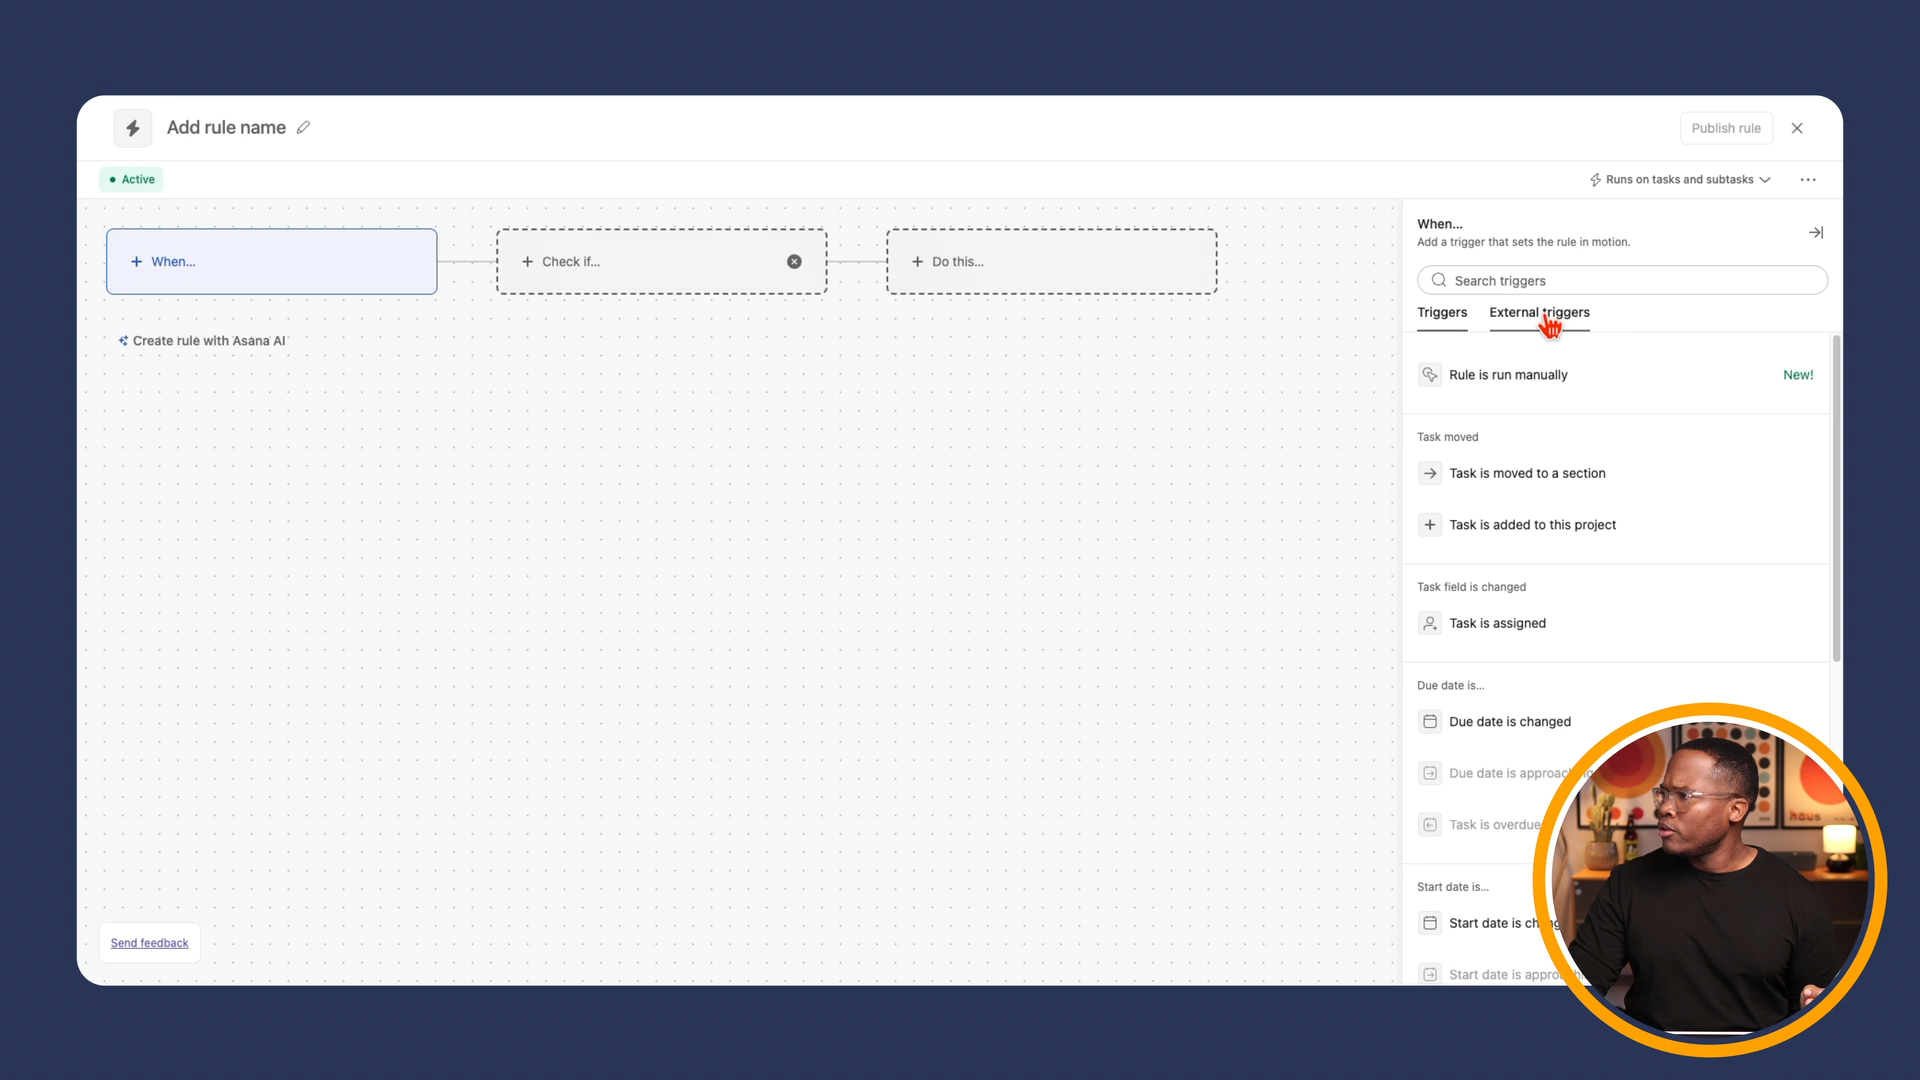 Add rule name
Publish rule
Active
Runs on tasks and subtasks
When...
Check if...
Do this...
Create rule with Asana AI
Send feedback
When...
Add a trigger that sets the rule in motion.
Search triggers
Triggers
External triggers
Rule is run manually
New!
Task moved
Task is moved to a section
Task is added to this project
Task field is changed
Task is assigned
Due date is...
Due date is changed
Due date is
Task is overdue
Start date is...
Start date is
Start date is
haus